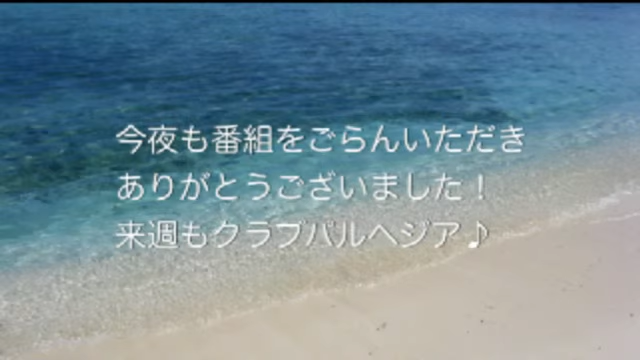 今夜も番組をごらんいただき
ありがとうございました！
来週もクラブパルヘジア♪